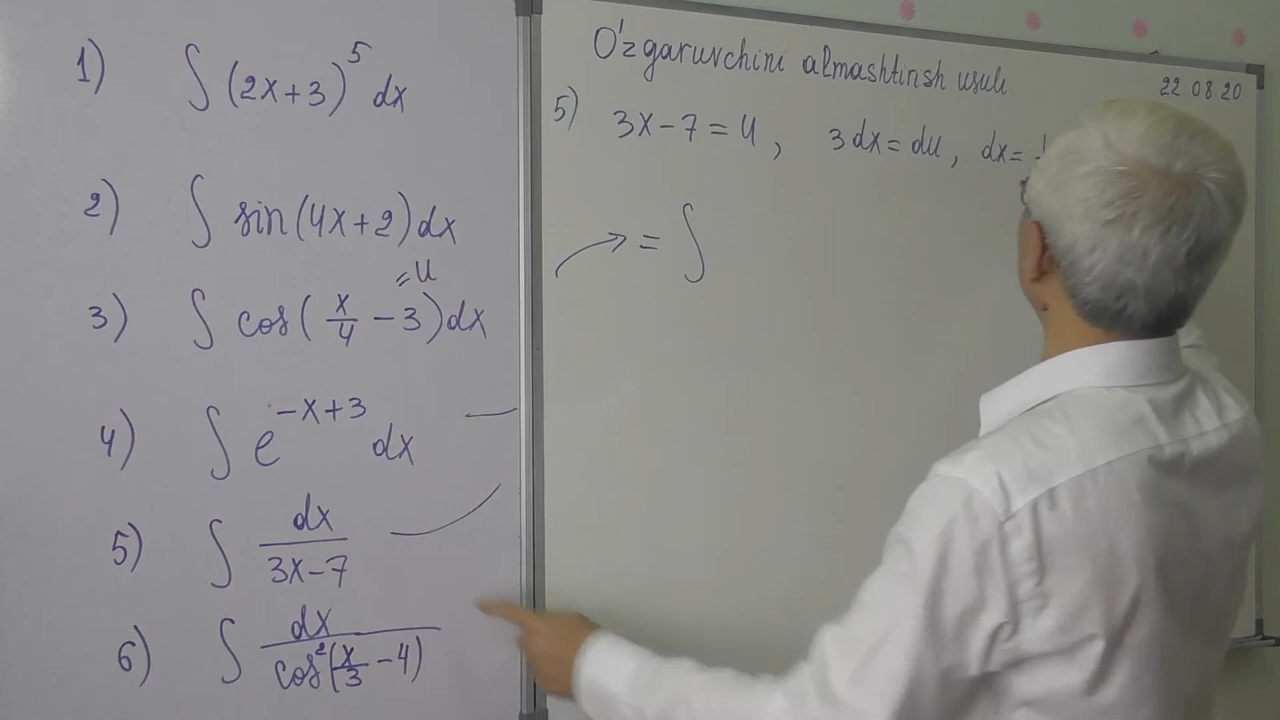 1) ∫ (2x+3)^5 dx
2) ∫ sin(4x+2)dx
=u
3) ∫ cos(x/4 −3)dx
4) ∫ e^(−x+3) dx
5) ∫ dx/(3x−7)
6) ∫ dx/cos²(x/3 −4)
O'zgaruvchini almashtirish usuli
22 08 20
5) 3x−7=u, 3dx=du, dx=
= ∫